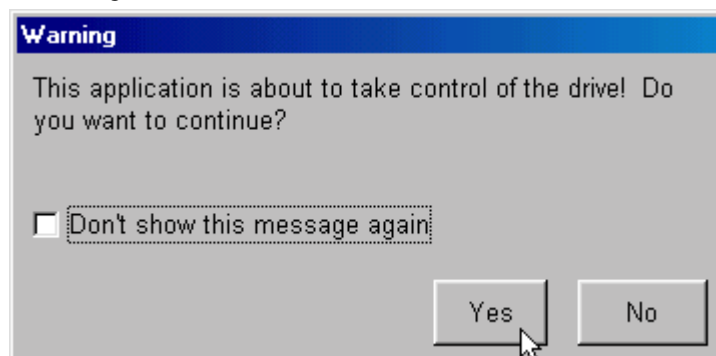 Warning
This application is about to take control of the drive! Do
you want to continue?
Don't show this message again
Yes
No